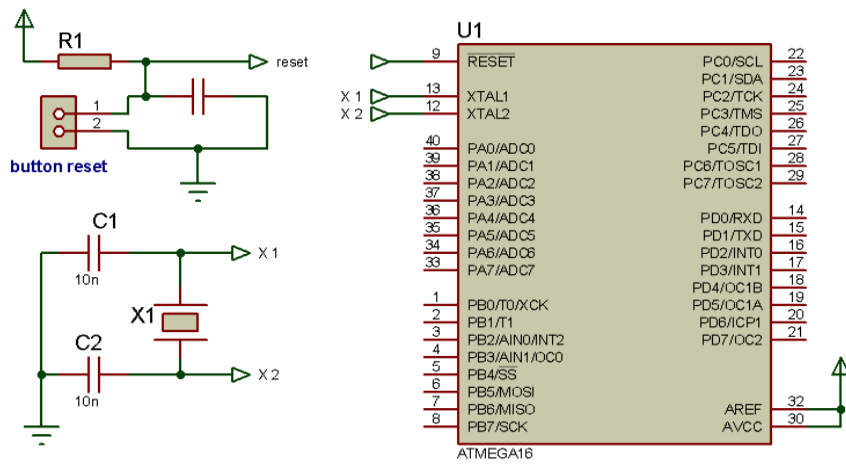 R1
reset
1
2
button reset
C1
10n
X 1
X1
C2
10n
X 2
U1
X 1
X 2
9 RESET
13 XTAL1
12 XTAL2
40 PA0/ADC0
39 PA1/ADC1
38 PA2/ADC2
37 PA3/ADC3
36 PA4/ADC4
35 PA5/ADC5
34 PA6/ADC6
33 PA7/ADC7
1 PB0/T0/XCK
2 PB1/T1
3 PB2/AIN0/INT2
4 PB3/AIN1/OC0
5 PB4/SS
6 PB5/MOSI
7 PB6/MISO
8 PB7/SCK
PC0/SCL 22
PC1/SDA 23
PC2/TCK 24
PC3/TMS 25
PC4/TDO 26
PC5/TDI 27
PC6/TOSC1 28
PC7/TOSC2 29
PD0/RXD 14
PD1/TXD 15
PD2/INT0 16
PD3/INT1 17
PD4/OC1B 18
PD5/OC1A 19
PD6/ICP1 20
PD7/OC2 21
AREF 32
AVCC 30
ATMEGA16